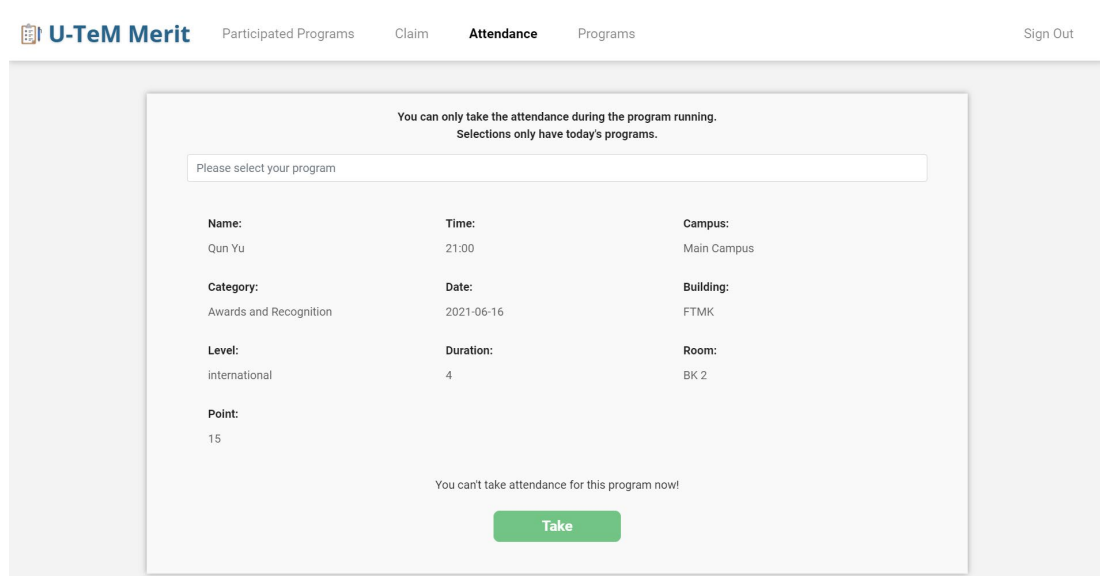 U-TeM Merit Participated Programs Claim Attendance Programs Sign Out
You can only take the attendance during the program running.
Selections only have today's programs.
Please select your program
Name: Time: Campus:
Qun Yu 21:00 Main Campus
Category: Date: Building:
Awards and Recognition 2021-06-16 FTMK
Level: Duration: Room:
international 4 BK 2
Point:
15
You can't take attendance for this program now!
Take